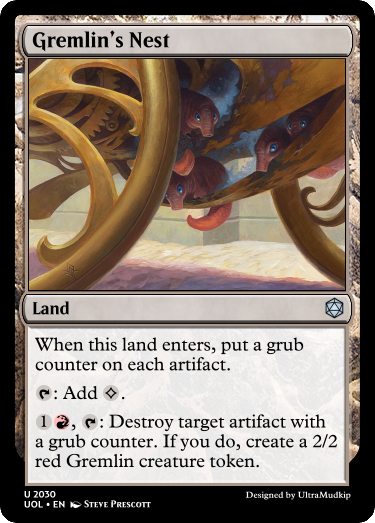 Gremlin's Nest
Land
When this land enters, put a grub
counter on each artifact.
: Add .
1 , : Destroy target artifact with
a grub counter. If you do, create a 2/2
red Gremlin creature token.
U 2030
UOL • EN STEVE PRESCOTT
Designed by UltraMudkip